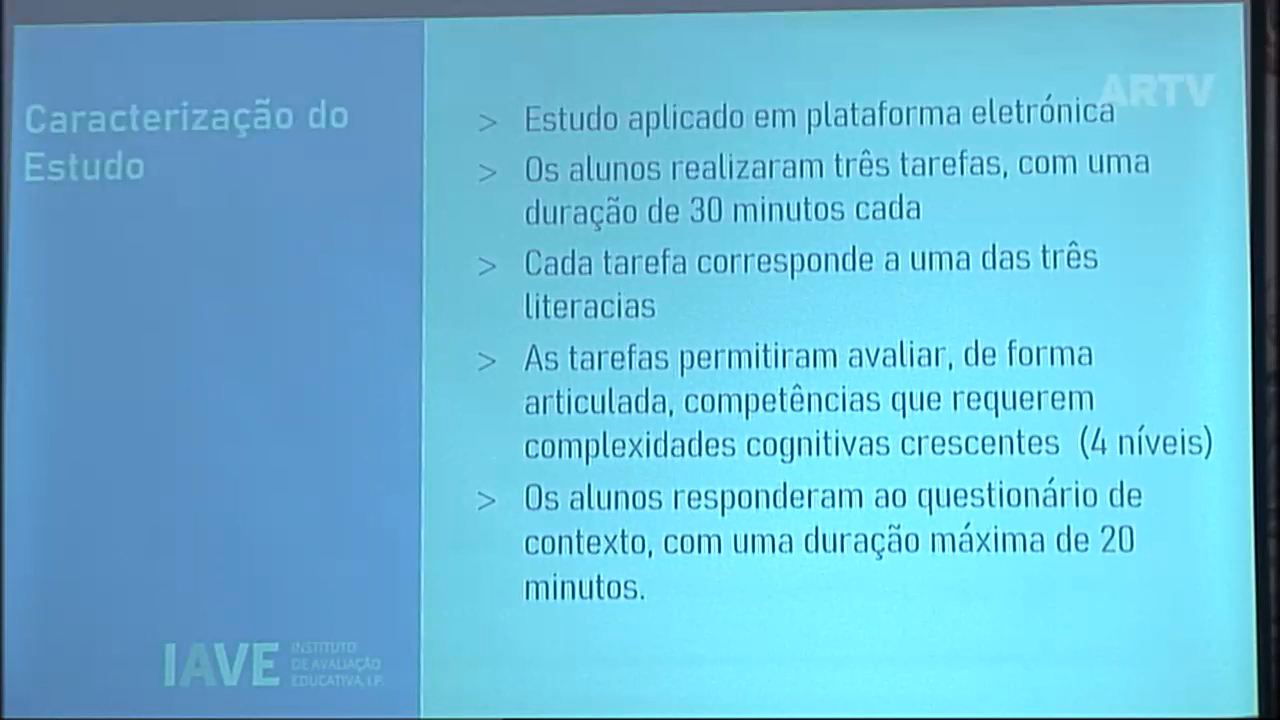 Caracterização do
Estudo
ARTV
> Estudo aplicado em plataforma eletrónica
> Os alunos realizaram três tarefas, com uma
duração de 30 minutos cada
> Cada tarefa corresponde a uma das três
literacias
> As tarefas permitiram avaliar, de forma
articulada, competências que requerem
complexidades cognitivas crescentes (4 níveis)
> Os alunos responderam ao questionário de
contexto, com uma duração máxima de 20
minutos.
IAVE
INSTITUTO
DE AVALIAÇÃO
EDUCATIVA, I.P.